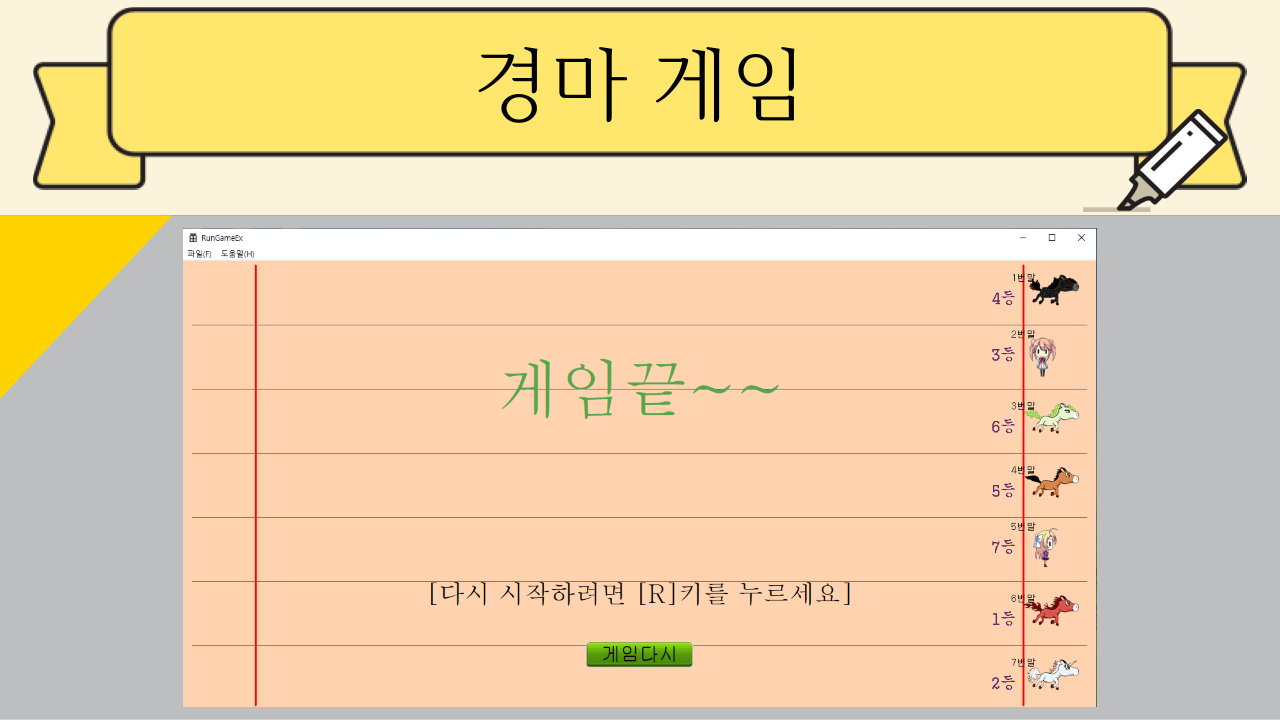 경마 게임
RunGameEx
파일(F) 도움말(H)
1번말
4등
2번말
3등
게임끝~~
3번말
6등
4번말
5등
5번말
7등
[다시 시작하려면 [R]키를 누르세요]
6번말
1등
게임다시
7번말
2등